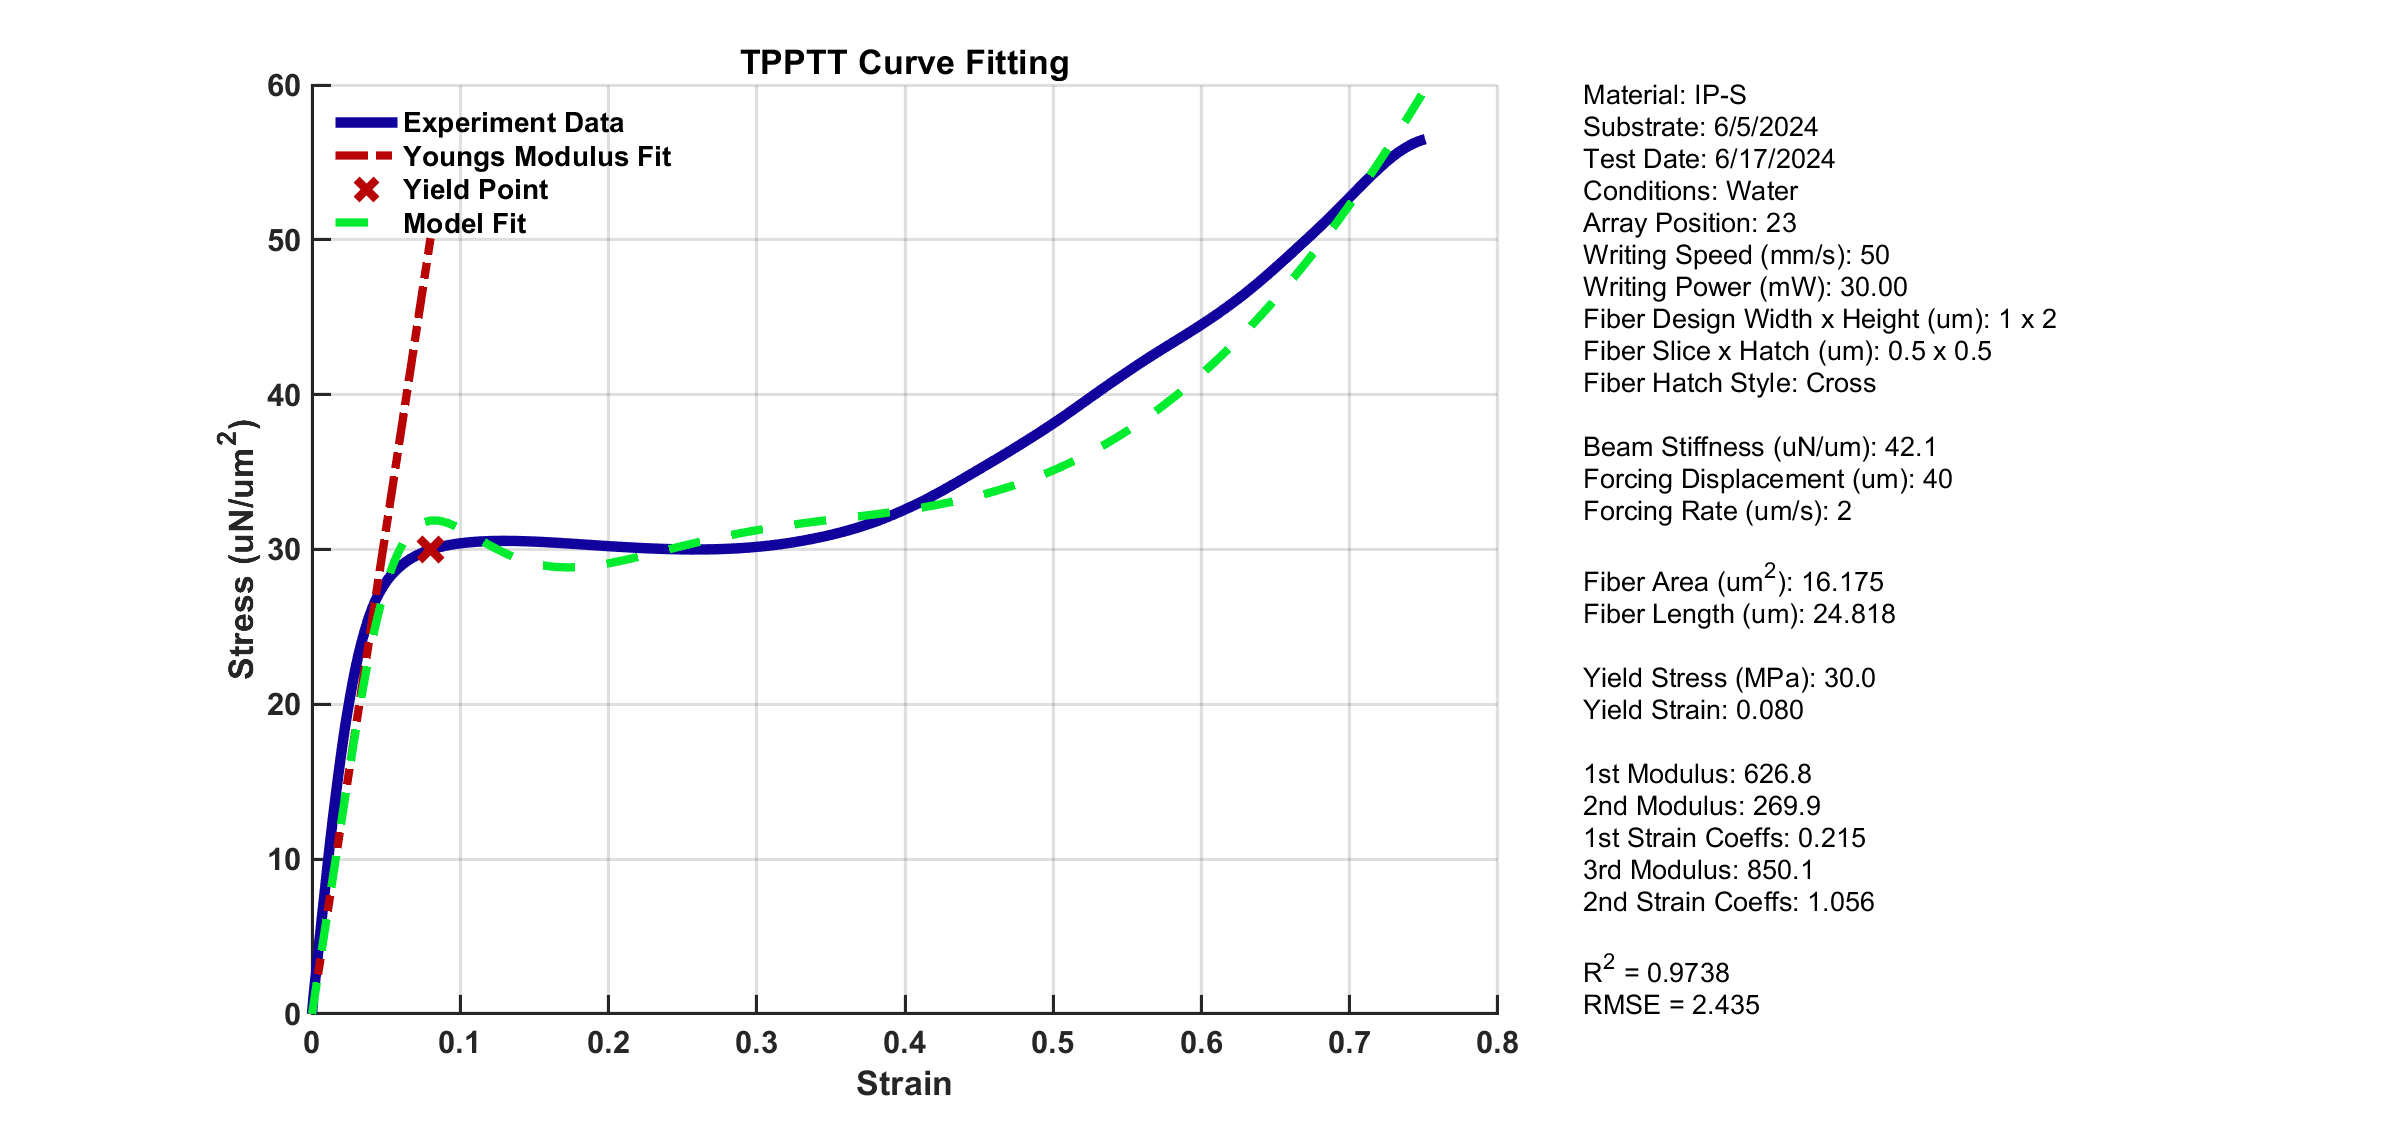 TPPTT Curve Fitting
60
50
40
30
20
10
0
Stress (uN/um²)
Experiment Data
Youngs Modulus Fit
Yield Point
Model Fit
0 0.1 0.2 0.3 0.4 0.5 0.6 0.7 0.8
Strain
Material: IP-S
Substrate: 6/5/2024
Test Date: 6/17/2024
Conditions: Water
Array Position: 23
Writing Speed (mm/s): 50
Writing Power (mW): 30.00
Fiber Design Width x Height (um): 1 x 2
Fiber Slice x Hatch (um): 0.5 x 0.5
Fiber Hatch Style: Cross
Beam Stiffness (uN/um): 42.1
Forcing Displacement (um): 40
Forcing Rate (um/s): 2
Fiber Area (um²): 16.175
Fiber Length (um): 24.818
Yield Stress (MPa): 30.0
Yield Strain: 0.080
1st Modulus: 626.8
2nd Modulus: 269.9
1st Strain Coeffs: 0.215
3rd Modulus: 850.1
2nd Strain Coeffs: 1.056
R² = 0.9738
RMSE = 2.435